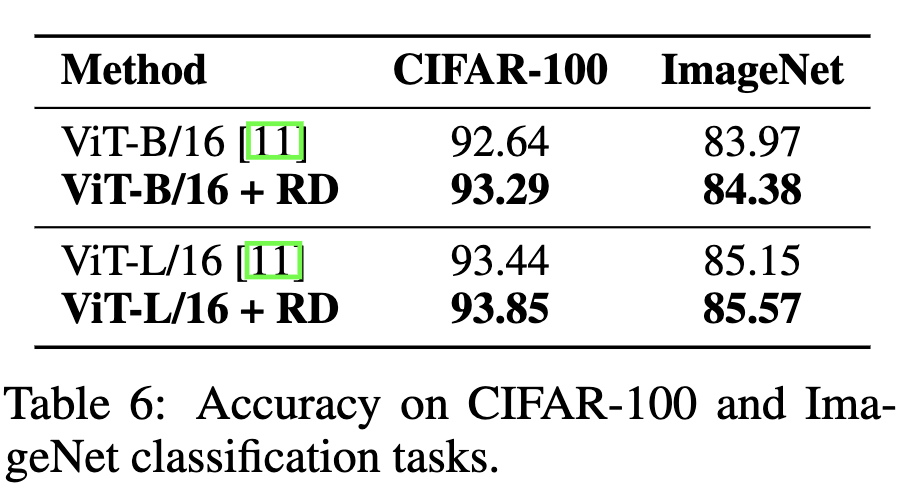 Method CIFAR-100 ImageNet
ViT-B/16 [11] 92.64 83.97
ViT-B/16 + RD 93.29 84.38
ViT-L/16 [11] 93.44 85.15
ViT-L/16 + RD 93.85 85.57
Table 6: Accuracy on CIFAR-100 and Ima-
geNet classification tasks.